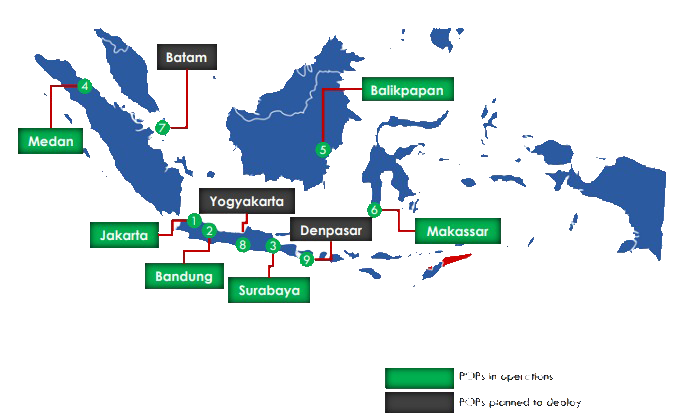 Batam
4
Balikpapan
7
Medan
5
Yogyakarta
6
1
Denpasar
Jakarta
2
Makassar
8
3
9
Bandung
Surabaya
POPs in operations
POPs planned to deploy